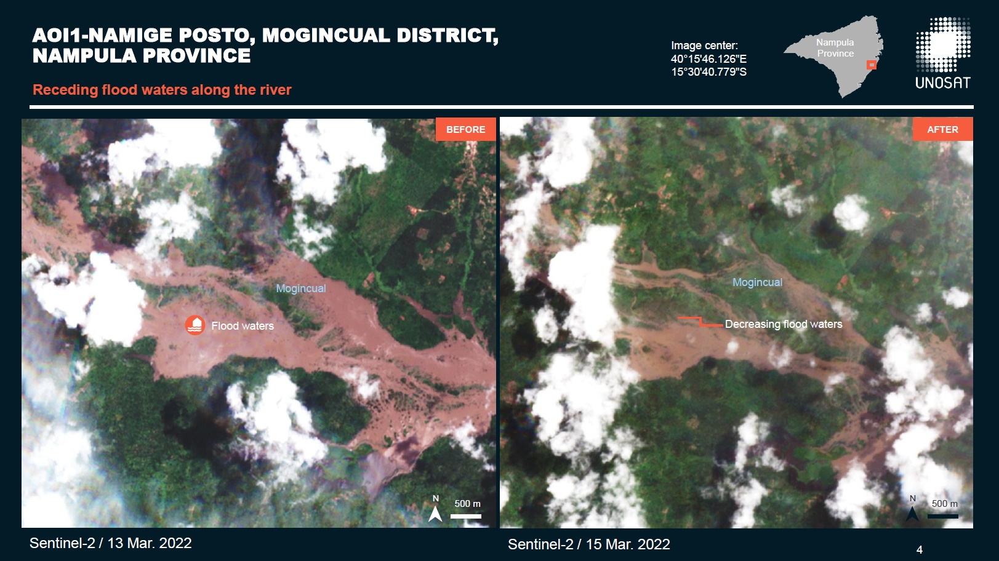 AOI1-NAMIGE POSTO, MOGINCUAL DISTRICT,
NAMPULA PROVINCE
Receding flood waters along the river
Image center:
40°15'46.126"E
15°30'40.779"S
Nampula
Province
UNOSAT
BEFORE
Mogincual
Flood waters
N
500 m
Sentinel-2 / 13 Mar. 2022
AFTER
Mogincual
Decreasing flood waters
N
500 m
Sentinel-2 / 15 Mar. 2022
4